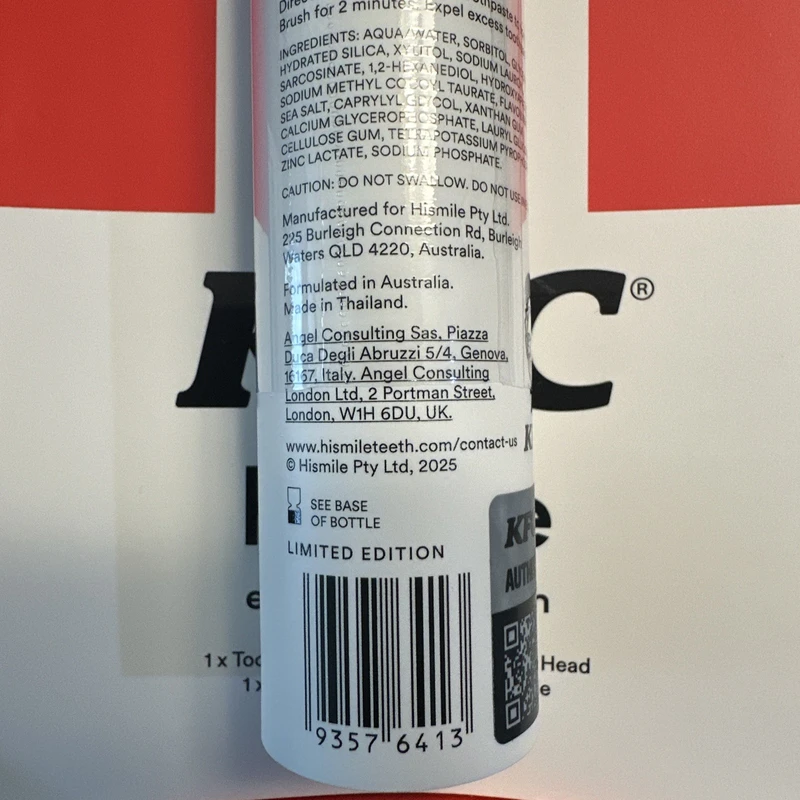 Brush for 2 minutes. Expel excess
INGREDIENTS: AQUA/WATER, SORBITOL,
HYDRATED SILICA, XYLITOL, SODIUM
SARCOSINATE, 1,2-HEXANEDIOL,
SODIUM METHYL COCOYL TAURATE,
SEA SALT, CAPRYLYL GLYCOL, XANTHAN
CALCIUM GLYCEROPHOSPHATE, LAURYL
CELLULOSE GUM, TETRAPOTASSIUM
ZINC LACTATE, SODIUM PHOSPHATE.
CAUTION: DO NOT SWALLOW. DO NOT USE
Manufactured for Hismile Pty Ltd.
225 Burleigh Connection Rd, Burleigh
Waters QLD 4220, Australia.
Formulated in Australia.
Made in Thailand.
Angel Consulting Sas, Piazza
Duca Degli Abruzzi 5/4, Genova,
16167, Italy. Angel Consulting
London Ltd, 2 Portman Street,
London, W1H 6DU, UK.
www.hismileteeth.com/contact-us
© Hismile Pty Ltd, 2025
SEE BASE
OF BOTTLE
LIMITED EDITION
9357 6413
K C®
KF
1 x
Head
1 x